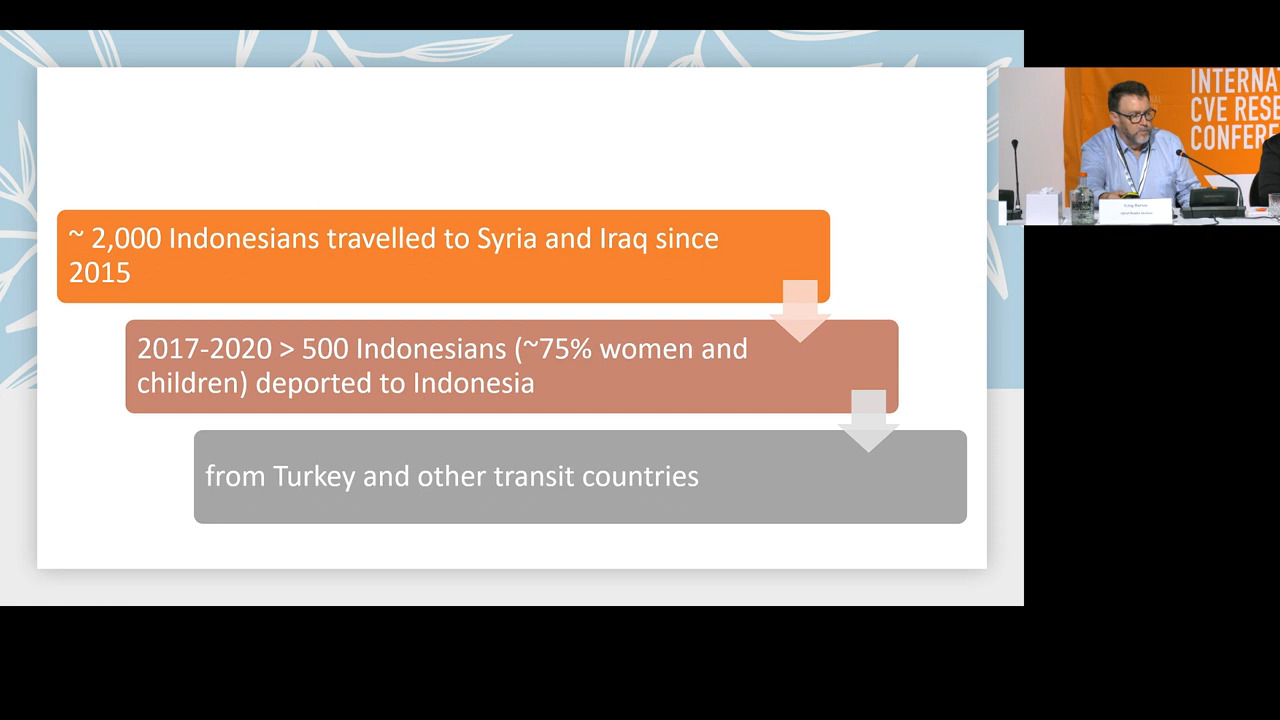 ~ 2,000 Indonesians travelled to Syria and Iraq since
2015
2017-2020 > 500 Indonesians (~75% women and
children) deported to Indonesia
from Turkey and other transit countries
INTERNA
CVE RESE
CONFER